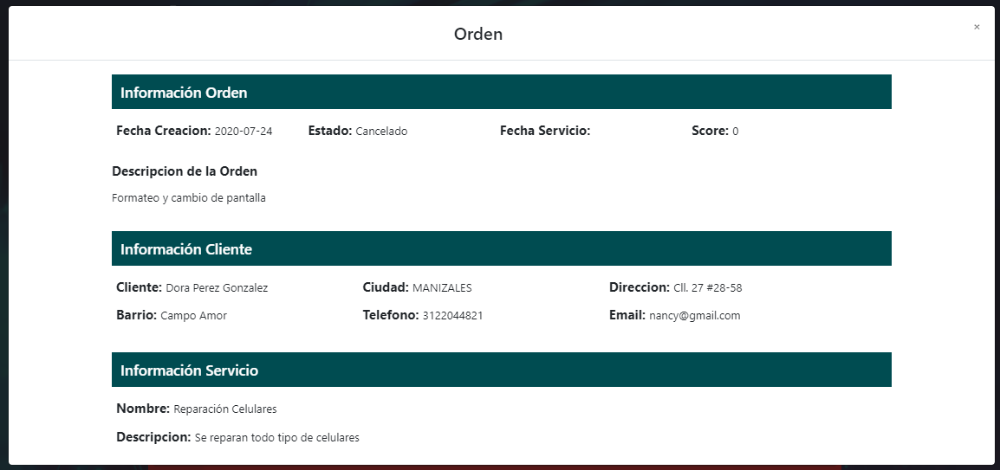 Orden
×
Información Orden
Fecha Creacion: 2020-07-24 Estado: Cancelado Fecha Servicio: Score: 0
Descripcion de la Orden
Formateo y cambio de pantalla
Información Cliente
Cliente: Dora Perez Gonzalez Ciudad: MANIZALES Direccion: Cll. 27 #28-58
Barrio: Campo Amor Telefono: 3122044821 Email: nancy@gmail.com
Información Servicio
Nombre: Reparación Celulares
Descripcion: Se reparan todo tipo de celulares